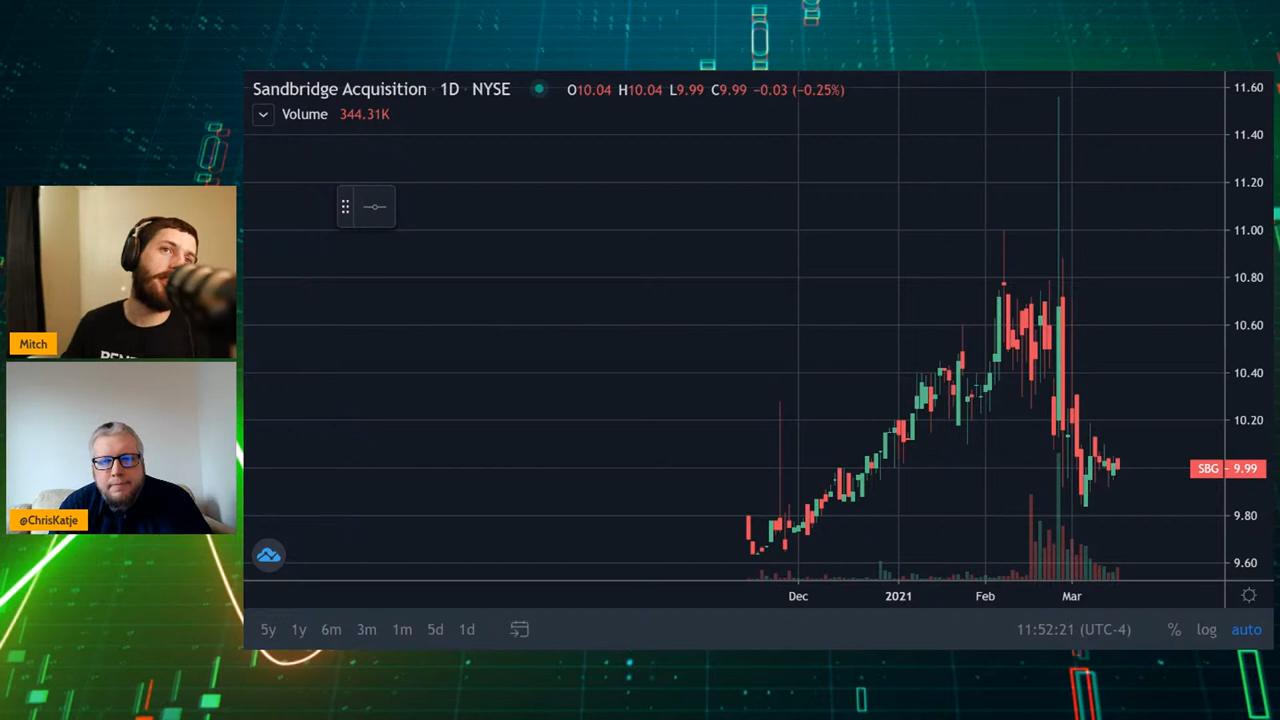 Sandbridge Acquisition · 1D · NYSE O10.04 H10.04 L9.99 C9.99 −0.03 (−0.25%)
Volume 344.31K
11.60
11.40
11.20
11.00
10.80
10.60
10.40
10.20
SBG 9.99
9.80
9.60
Mitch
@ChrisKatje
Dec 2021 Feb Mar
5y 1y 6m 3m 1m 5d 1d 11:52:21 (UTC-4) % log auto